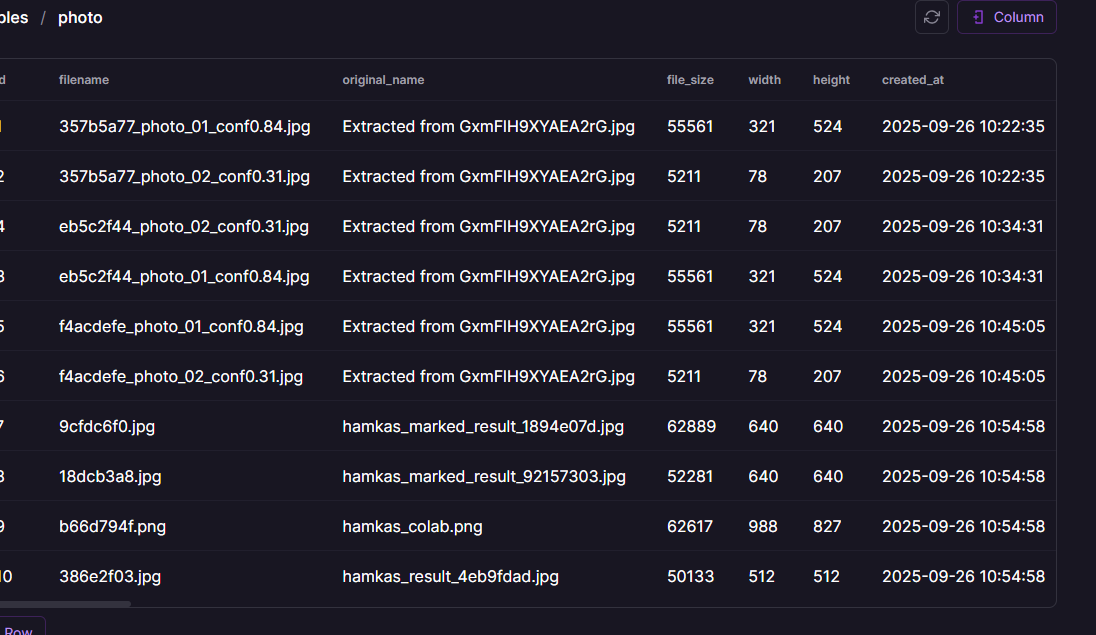 bles / photo
Column
d filename original_name file_size width height created_at
1 357b5a77_photo_01_conf0.84.jpg Extracted from GxmFlH9XYAEA2rG.jpg 55561 321 524 2025-09-26 10:22:35
2 357b5a77_photo_02_conf0.31.jpg Extracted from GxmFlH9XYAEA2rG.jpg 5211 78 207 2025-09-26 10:22:35
4 eb5c2f44_photo_02_conf0.31.jpg Extracted from GxmFlH9XYAEA2rG.jpg 5211 78 207 2025-09-26 10:34:31
3 eb5c2f44_photo_01_conf0.84.jpg Extracted from GxmFlH9XYAEA2rG.jpg 55561 321 524 2025-09-26 10:34:31
5 f4acdefe_photo_01_conf0.84.jpg Extracted from GxmFlH9XYAEA2rG.jpg 55561 321 524 2025-09-26 10:45:05
6 f4acdefe_photo_02_conf0.31.jpg Extracted from GxmFlH9XYAEA2rG.jpg 5211 78 207 2025-09-26 10:45:05
7 9cfdc6f0.jpg hamkas_marked_result_1894e07d.jpg 62889 640 640 2025-09-26 10:54:58
8 18dcb3a8.jpg hamkas_marked_result_92157303.jpg 52281 640 640 2025-09-26 10:54:58
9 b66d794f.png hamkas_colab.png 62617 988 827 2025-09-26 10:54:58
10 386e2f03.jpg hamkas_result_4eb9fdad.jpg 50133 512 512 2025-09-26 10:54:58
Row